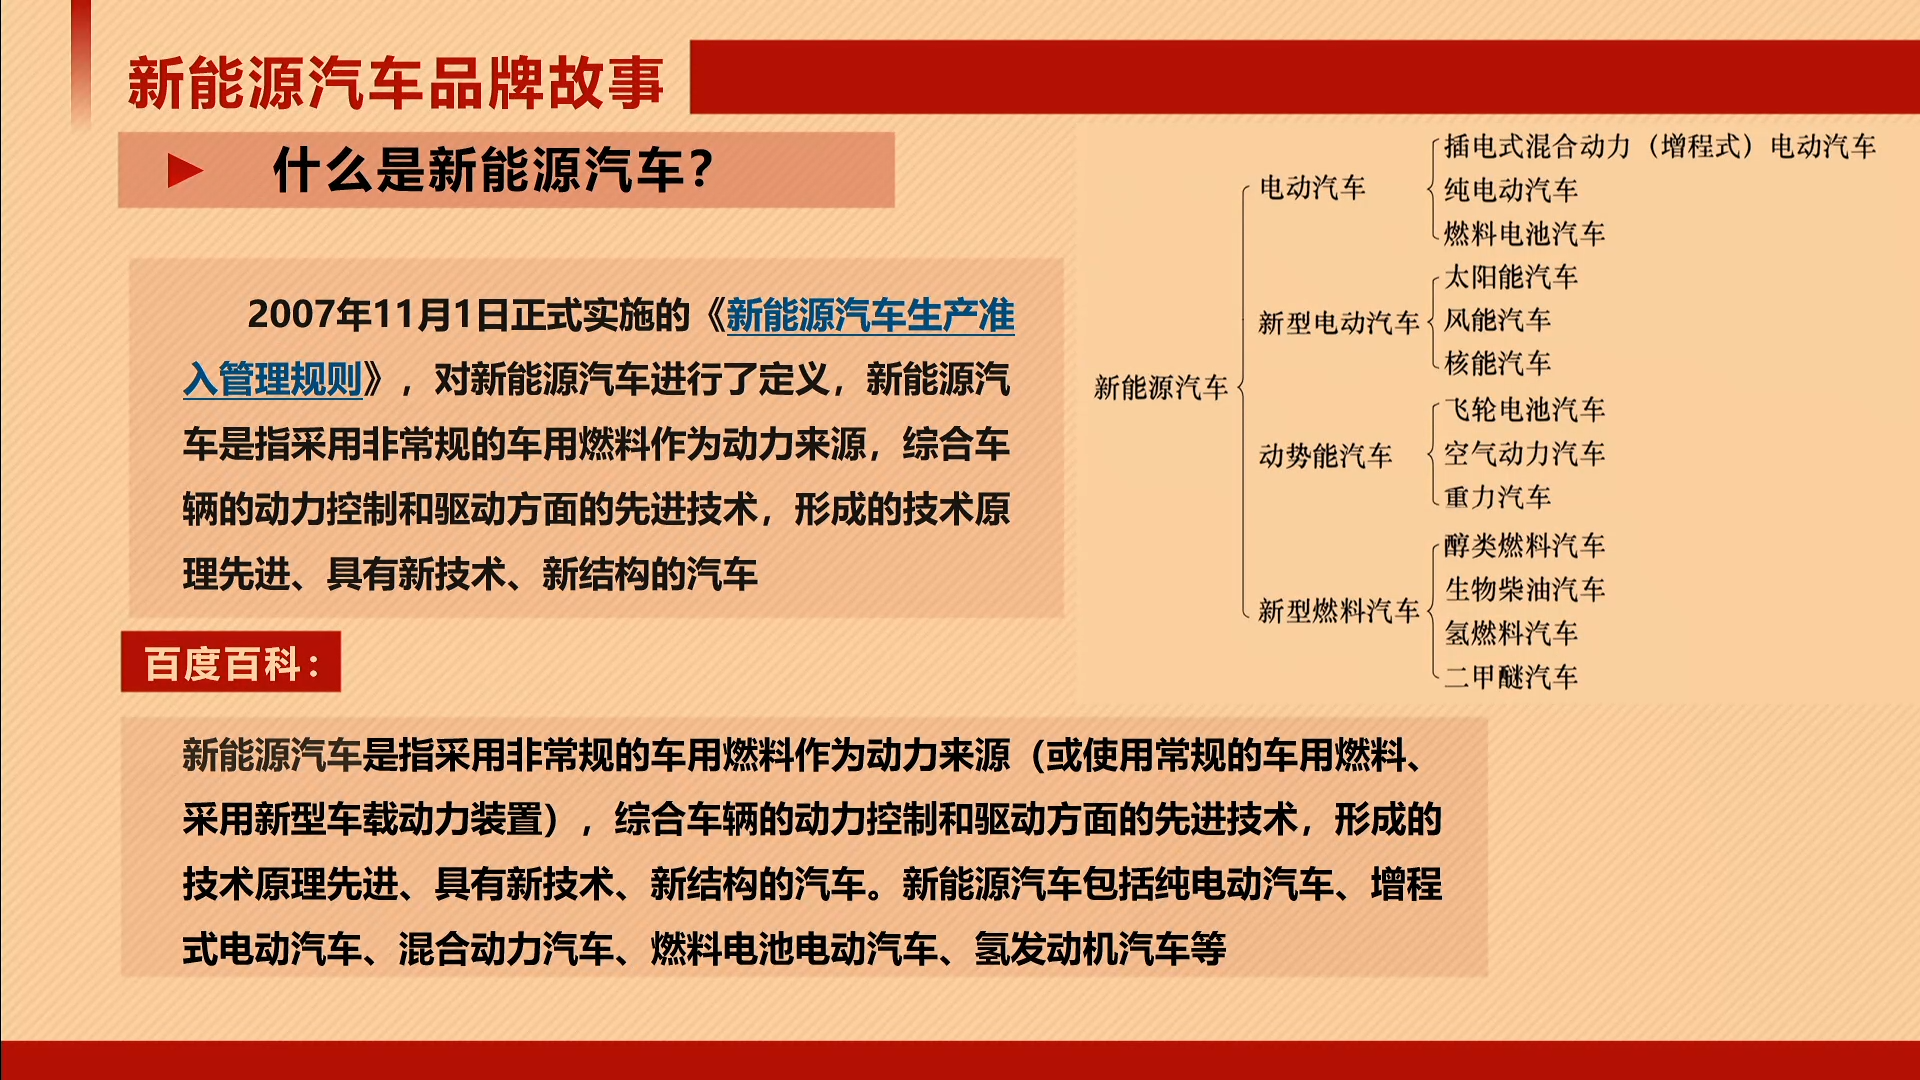 新能源汽车品牌故事
什么是新能源汽车？
2007年11月1日正式实施的《新能源汽车生产准
入管理规则》，对新能源汽车进行了定义，新能源汽
车是指采用非常规的车用燃料作为动力来源，综合车
辆的动力控制和驱动方面的先进技术，形成的技术原
理先进、具有新技术、新结构的汽车
新能源汽车
电动汽车
插电式混合动力（增程式）电动汽车
纯电动汽车
燃料电池汽车
新型电动汽车
太阳能汽车
风能汽车
核能汽车
动势能汽车
飞轮电池汽车
空气动力汽车
重力汽车
新型燃料汽车
醇类燃料汽车
生物柴油汽车
氢燃料汽车
二甲醚汽车
百度百科：
新能源汽车是指采用非常规的车用燃料作为动力来源（或使用常规的车用燃料、
采用新型车载动力装置），综合车辆的动力控制和驱动方面的先进技术，形成的
技术原理先进、具有新技术、新结构的汽车。新能源汽车包括纯电动汽车、增程
式电动汽车、混合动力汽车、燃料电池电动汽车、氢发动机汽车等